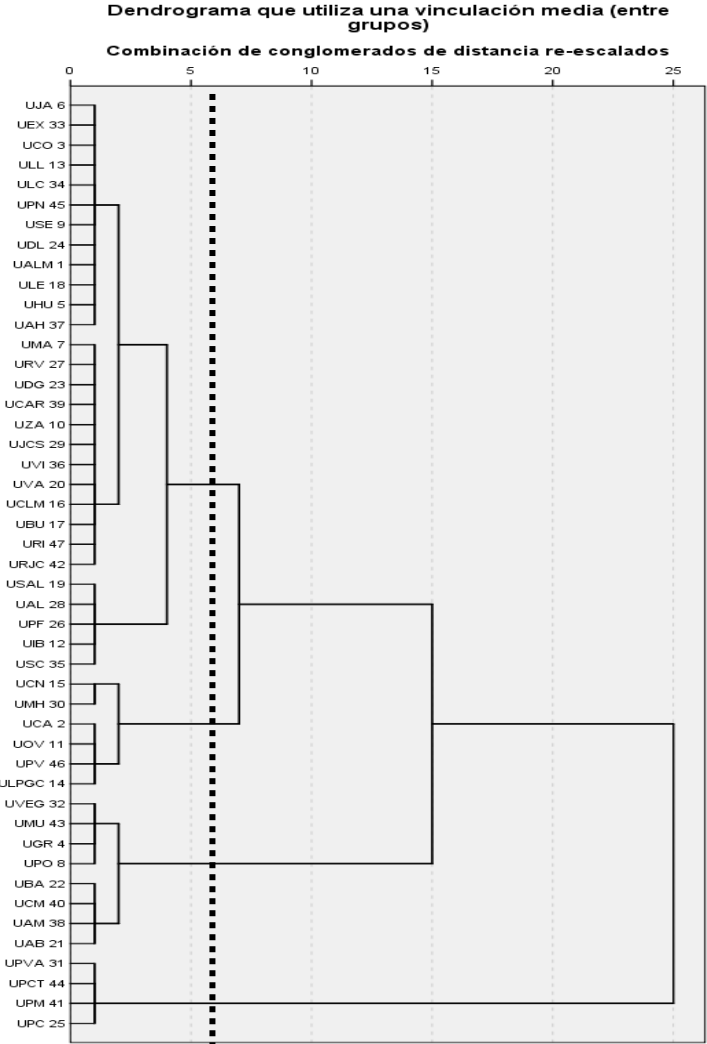 Dendrograma que utiliza una vinculación media (entre
grupos)
Combinación de conglomerados de distancia re-escalados
0 5 10 15 20 25
UJA 6
UEX 33
UCO 3
ULL 13
ULC 34
UPN 45
USE 9
UDL 24
UALM 1
ULE 18
UHU 5
UAH 37
UMA 7
URV 27
UDG 23
UCAR 39
UZA 10
UJCS 29
UVI 36
UVA 20
UCLM 16
UBU 17
URI 47
URJC 42
USAL 19
UAL 28
UPF 26
UIB 12
USC 35
UCN 15
UMH 30
UCA 2
UOV 11
UPV 46
ULPGC 14
UVEG 32
UMU 43
UGR 4
UPO 8
UBA 22
UCM 40
UAM 38
UAB 21
UPVA 31
UPCT 44
UPM 41
UPC 25